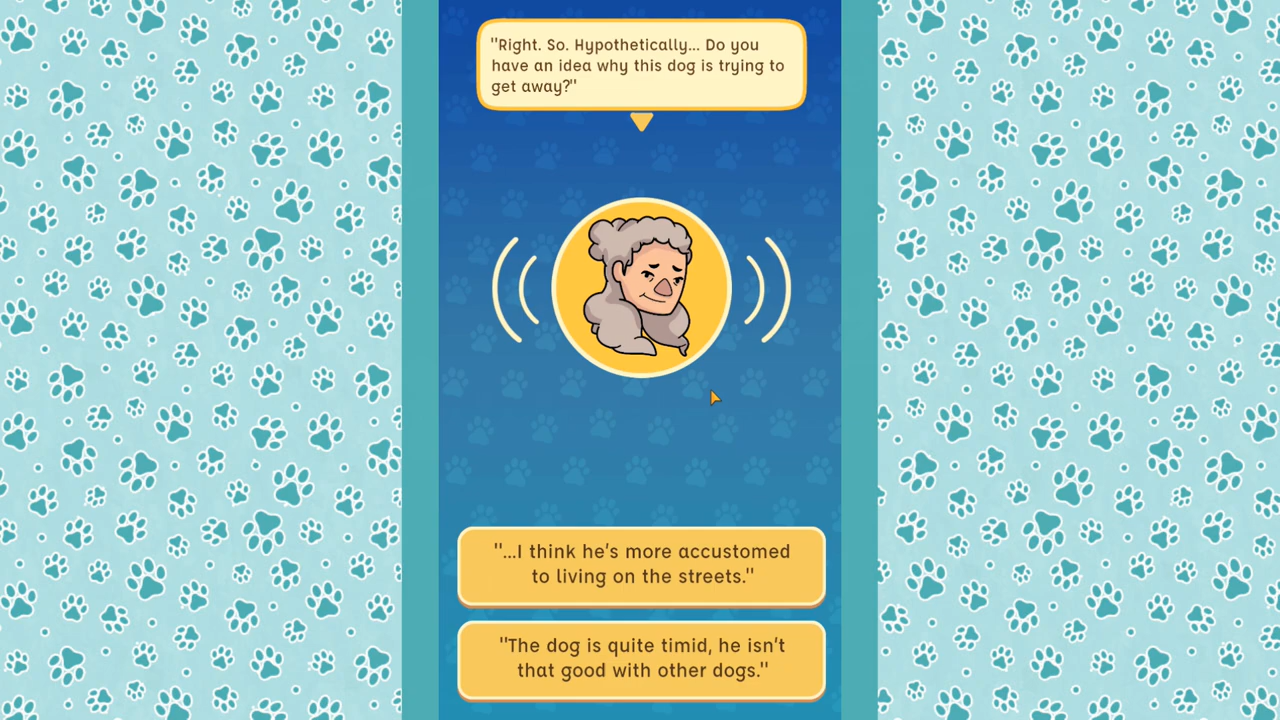 "Right. So. Hypothetically... Do you
have an idea why this dog is trying to
get away?"
"...I think he's more accustomed
to living on the streets."
"The dog is quite timid, he isn't
that good with other dogs."